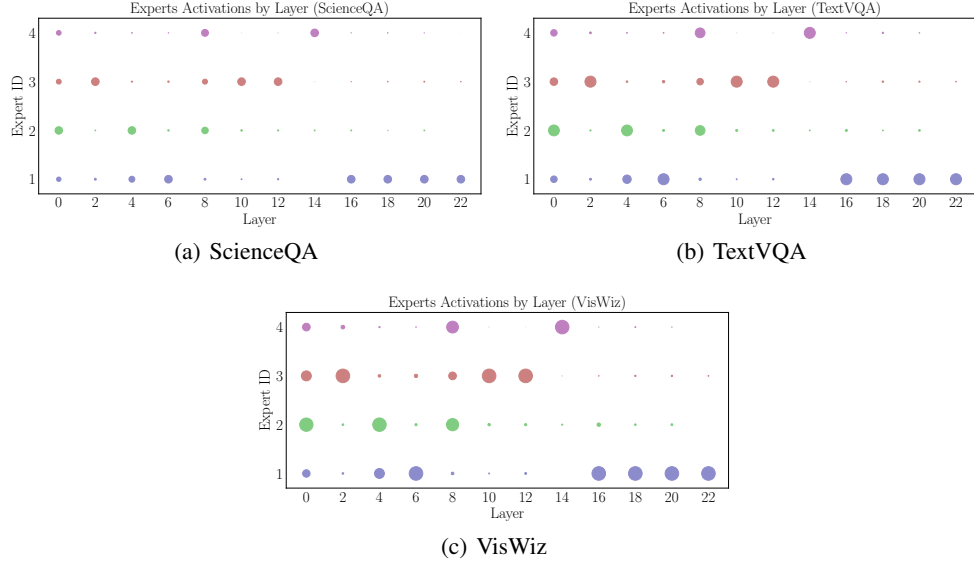 Experts Activations by Layer (ScienceQA)
Expert ID
4
3
2
1
0 2 4 6 8 10 12 14 16 18 20 22
Layer
(a) ScienceQA
Experts Activations by Layer (TextVQA)
Expert ID
4
3
2
1
0 2 4 6 8 10 12 14 16 18 20 22
Layer
(b) TextVQA
Experts Activations by Layer (VisWiz)
Expert ID
4
3
2
1
0 2 4 6 8 10 12 14 16 18 20 22
Layer
(c) VisWiz